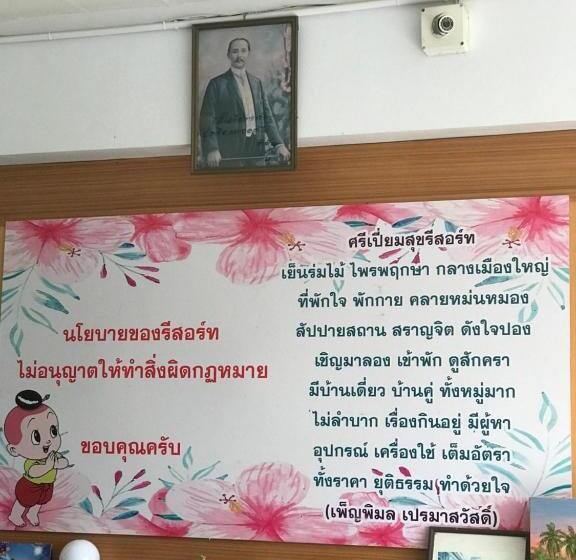 นโยบายของรีสอร์ท
ไม่อนุญาตให้ทำสิ่งผิดกฎหมาย
ขอบคุณครับ
ศรีเปี่ยมสุขรีสอร์ท
เย็นร่มไม้ ไพรพฤกษา กลางเมืองใหญ่
ที่พักใจ พักกาย คลายหม่นหมอง
สัปปายสถาน สราญจิต ดังใจปอง
เชิญมาลอง เข้าพัก ดูสักครา
มีบ้านเดี่ยว บ้านคู่ ทั้งหมู่มาก
ไม่ลำบาก เรื่องกินอยู่ มีผู้หา
อุปกรณ์ เครื่องใช้ เต็มอัตรา
ทั้งราคา ยุติธรรม ทำด้วยใจ
(เพ็ญพิมล เปรมาสวัสดิ์)